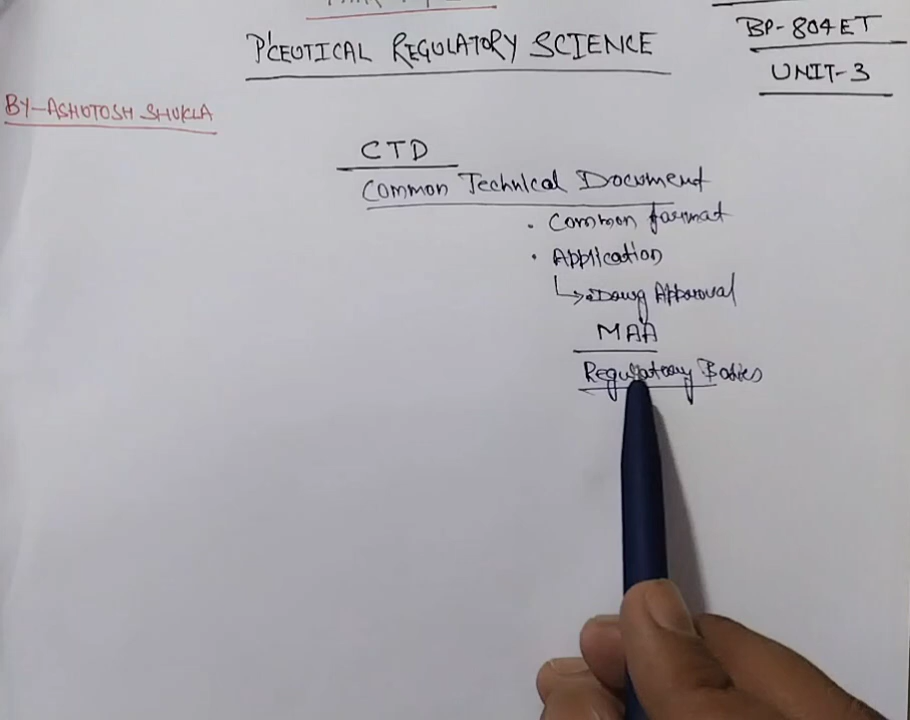 P'CEUTICAL REGULATORY SCIENCE
BP-804ET
UNIT-3
BY-ASHUTOSH SHUKLA
CTD
Common Technical Document
• Common format
• Application
↳ Drug Approval
MAA
Regulatory Bodies